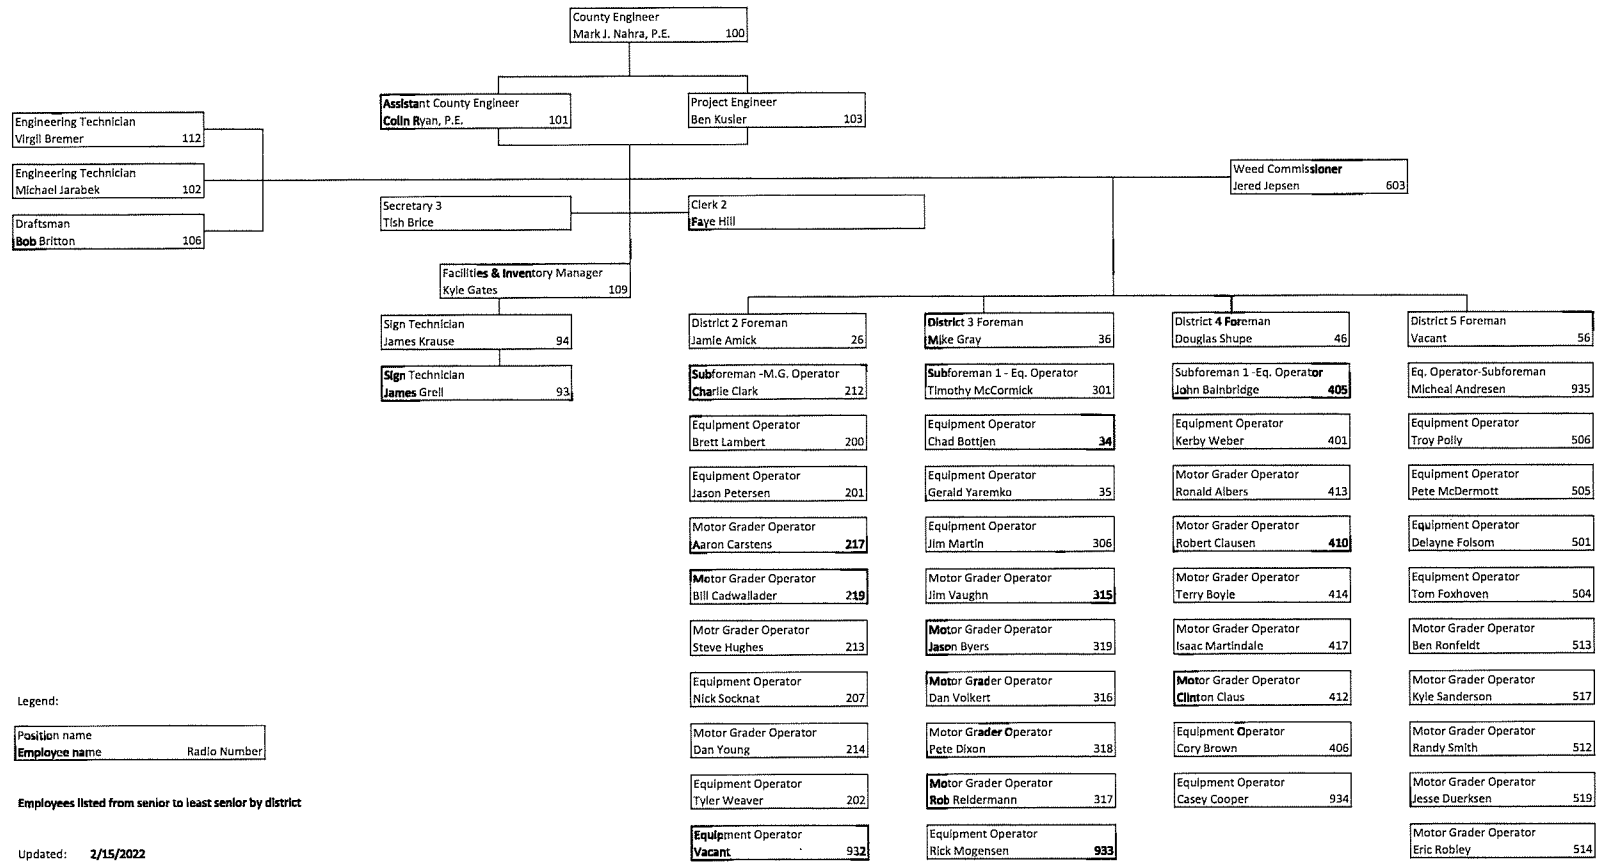 County Engineer
Mark J. Nahra, P.E. 100
Assistant County Engineer
Colin Ryan, P.E. 101
Project Engineer
Ben Kusler 103
Engineering Technician
Virgil Bremer 112
Engineering Technician
Michael Jarabek 102
Draftsman
Bob Britton 106
Weed Commissioner
Jered Jepsen 603
Secretary 3
Tish Brice
Clerk 2
Faye Hill
Facilities & Inventory Manager
Kyle Gates 109
Sign Technician
James Krause 94
Sign Technician
James Grell 93
District 2 Foreman
Jamie Amick 26
Subforeman -M.G. Operator
Charlie Clark 212
Equipment Operator
Brett Lambert 200
Equipment Operator
Jason Petersen 201
Motor Grader Operator
Aaron Carstens 217
Motor Grader Operator
Bill Cadwallader 219
Motr Grader Operator
Steve Hughes 213
Equipment Operator
Nick Socknat 207
Motor Grader Operator
Dan Young 214
Equipment Operator
Tyler Weaver 202
Equipment Operator
Vacant 932
District 3 Foreman
Mike Gray 36
Subforeman 1 - Eq. Operator
Timothy McCormick 301
Equipment Operator
Chad Bottjen 34
Equipment Operator
Gerald Yaremko 35
Equipment Operator
Jim Martin 306
Motor Grader Operator
Jim Vaughn 315
Motor Grader Operator
Jason Byers 319
Motor Grader Operator
Dan Volkert 316
Motor Grader Operator
Pete Dixon 318
Motor Grader Operator
Rob Reidermann 317
Equipment Operator
Rick Mogensen 933
District 4 Foreman
Douglas Shupe 46
Subforeman 1 -Eq. Operator
John Bainbridge 405
Equipment Operator
Kerby Weber 401
Motor Grader Operator
Ronald Albers 413
Motor Grader Operator
Robert Clausen 410
Motor Grader Operator
Terry Boyle 414
Motor Grader Operator
Isaac Martindale 417
Motor Grader Operator
Clinton Claus 412
Equipment Operator
Cory Brown 406
Equipment Operator
Casey Cooper 934
District 5 Foreman
Vacant 56
Eq. Operator-Subforeman
Micheal Andresen 935
Equipment Operator
Troy Polly 506
Equipment Operator
Pete McDermott 505
Equipment Operator
Delayne Folsom 501
Equipment Operator
Tom Foxhoven 504
Motor Grader Operator
Ben Ronfeldt 513
Motor Grader Operator
Kyle Sanderson 517
Motor Grader Operator
Randy Smith 512
Motor Grader Operator
Jesse Duerksen 519
Motor Grader Operator
Eric Robley 514
Legend:
Position name
Employee name Radio Number
Employees listed from senior to least senior by district
Updated: 2/15/2022